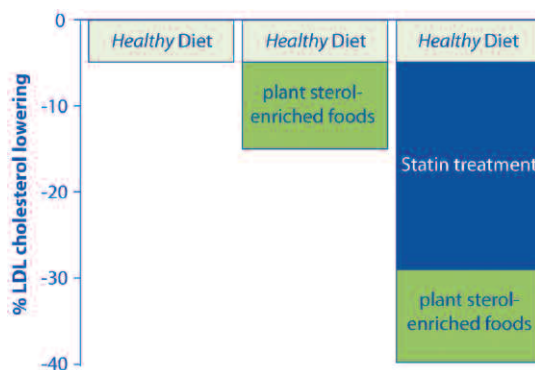 % LDL cholesterol lowering
0
-10
-20
-30
-40
Healthy Diet
Healthy Diet
plant sterol-
enriched foods
Healthy Diet
Statin treatment
plant sterol-
enriched foods